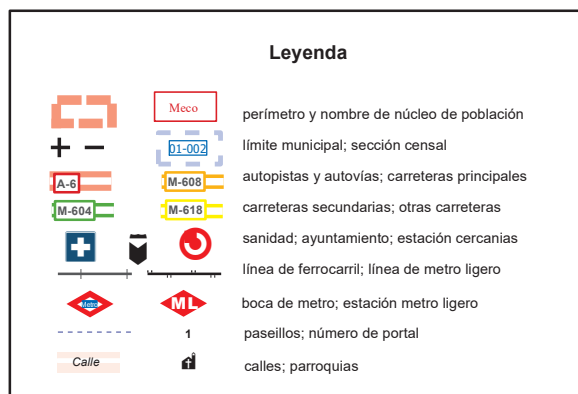 Leyenda
Meco perímetro y nombre de núcleo de población
01-002 límite municipal; sección censal
A-6 M-608 autopistas y autovías; carreteras principales
M-604 M-618 carreteras secundarias; otras carreteras
sanidad; ayuntamiento; estación cercanias
línea de ferrocarril; línea de metro ligero
Metro ML boca de metro; estación metro ligero
1 paseillos; número de portal
Calle calles; parroquias